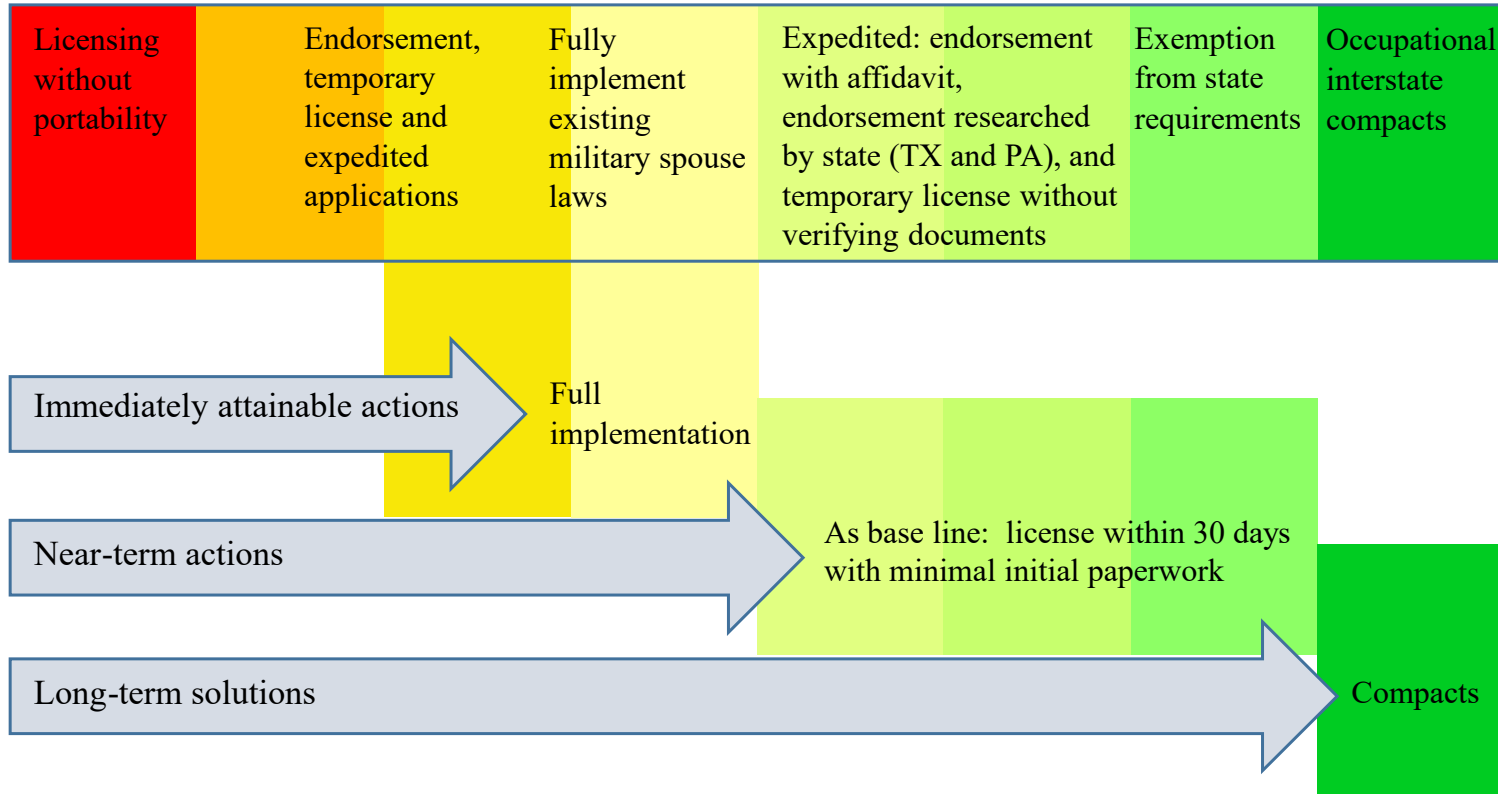 Licensing
without
portability
Endorsement,
temporary
license and
expedited
applications
Fully
implement
existing
military spouse
laws
Expedited: endorsement
with affidavit,
endorsement researched
by state (TX and PA), and
temporary license without
verifying documents
Exemption
from state
requirements
Occupational
interstate
compacts
Immediately attainable actions
Full
implementation
Near-term actions
As base line: license within 30 days
with minimal initial paperwork
Long-term solutions
Compacts